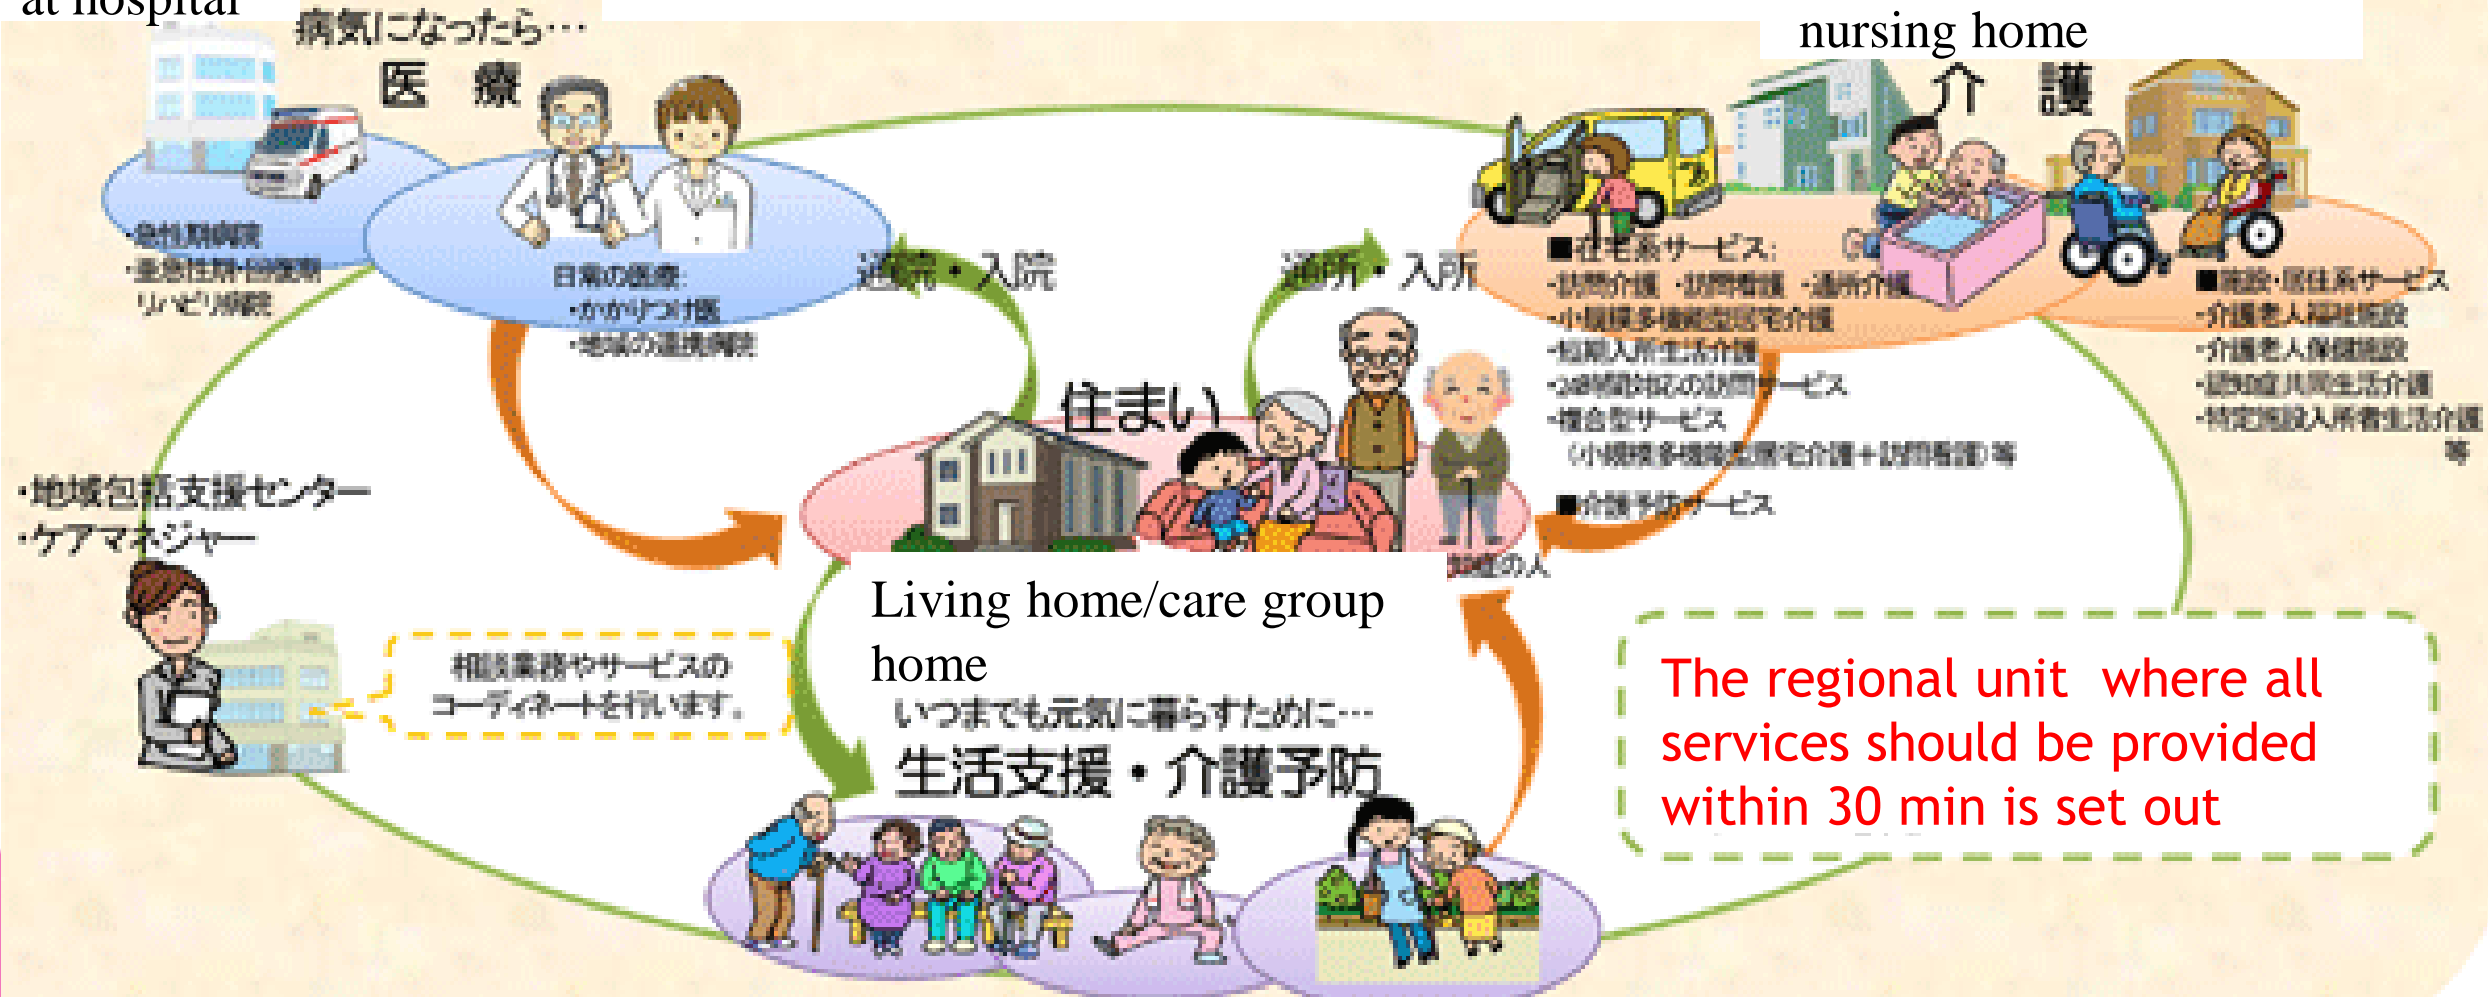 at hospital
病気になったら…
医 療
・急性期病院
・亜急性期・回復期
リハビリ病院
日常の医療:
・かかりつけ医
・地域の連携病院
通院・入院
通所・入所
nursing home
介 護
■在宅系サービス:
・訪問介護 ・訪問看護 ・通所介護
・小規模多機能型居宅介護
・短期入所生活介護
・24時間対応の訪問サービス
・複合型サービス
(小規模多機能型居宅介護+訪問看護)等
■介護予防サービス
■施設・居住系サービス
・介護老人福祉施設
・介護老人保健施設
・認知症共同生活介護
・特定施設入所者生活介護
等
住まい
知症の人
Living home/care group
home
・地域包括支援センター
・ケアマネジャー
相談業務やサービスの
コーディネートを行います。
いつまでも元気に暮らすために…
生活支援・介護予防
The regional unit where all
services should be provided
within 30 min is set out